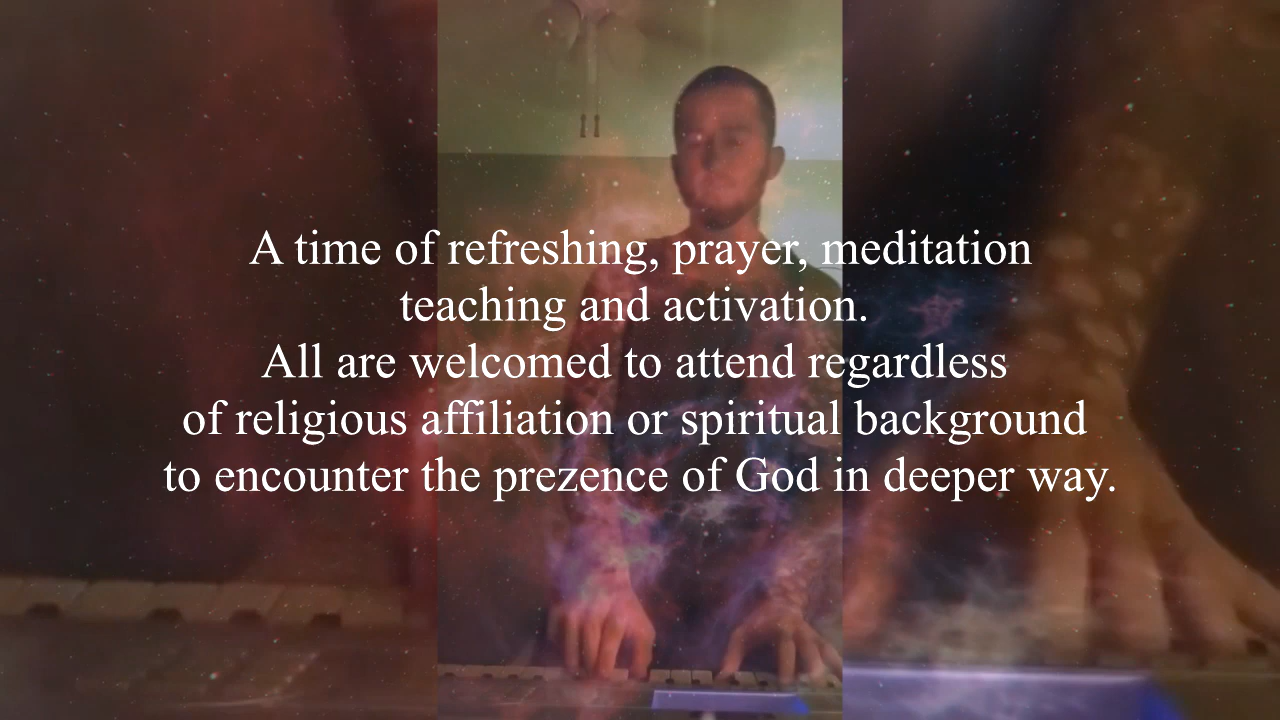 A time of refreshing, prayer, meditation
teaching and activation.
All are welcomed to attend regardless
of religious affiliation or spiritual background
to encounter the prezence of God in deeper way.